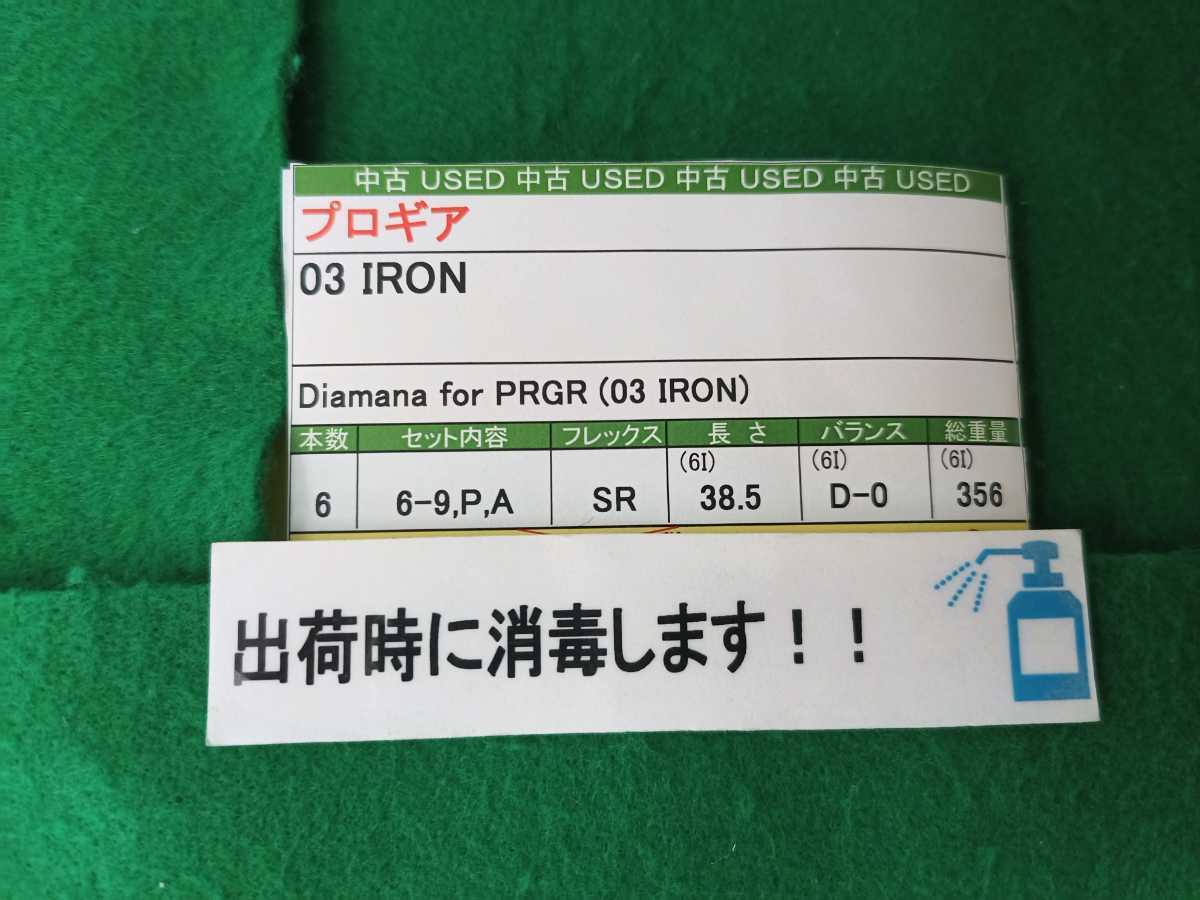 中古 USED 中古 USED 中古 USED 中古 USED
プロギア
03 IRON
Diamana for PRGR (03 IRON)
本数 セット内容 フレックス 長さ バランス 総重量
(6I) (6I) (6I)
6 6-9,P,A SR 38.5 D-0 356
出荷時に消毒します！！